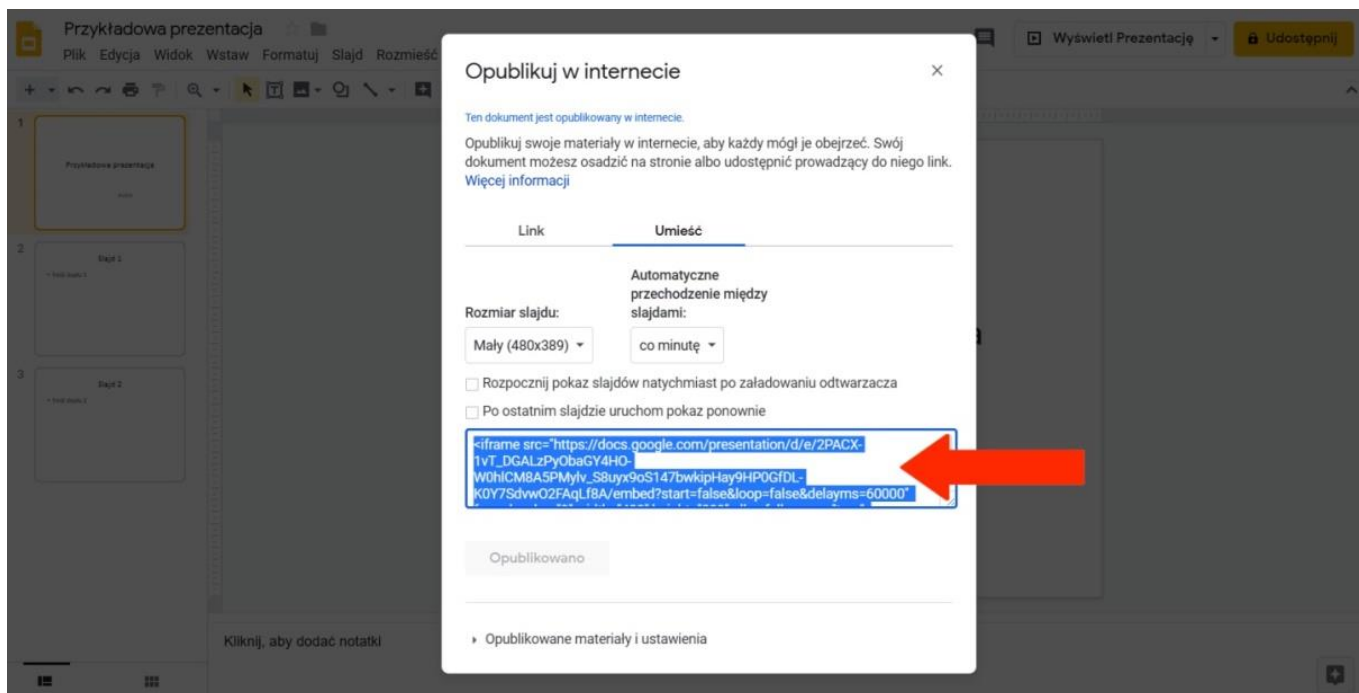 Przykładowa prezentacja
Plik Edycja Widok Wstaw Formatuj Slajd Rozmieść
Wyświetl Prezentację
Udostępnij
1
Przykładowa prezentacja
2
Slajd 1
3
Slajd 2
Opublikuj w internecie
Ten dokument jest opublikowany w internecie.
Opublikuj swoje materiały w internecie, aby każdy mógł je obejrzeć. Swój
dokument możesz osadzić na stronie albo udostępnić prowadzący do niego link.
Więcej informacji
Link Umieść
Rozmiar slajdu:
Mały (480x389)
Automatyczne
przechodzenie między
slajdami:
co minutę
Rozpocznij pokaz slajdów natychmiast po załadowaniu odtwarzacza
Po ostatnim slajdzie uruchom pokaz ponownie
<iframe src="https://docs.google.com/presentation/d/e/2PACX-
1vT_DGALzPyObaGY4HO-
W0hlCM8A5PMylv_S8uyx9oS147bwkipHay9HP0GfDL-
K0Y7SdvwO2FAqLf8A/embed?start=false&loop=false&delayms=60000"
Opublikowano
Opublikowane materiały i ustawienia
Kliknij, aby dodać notatki